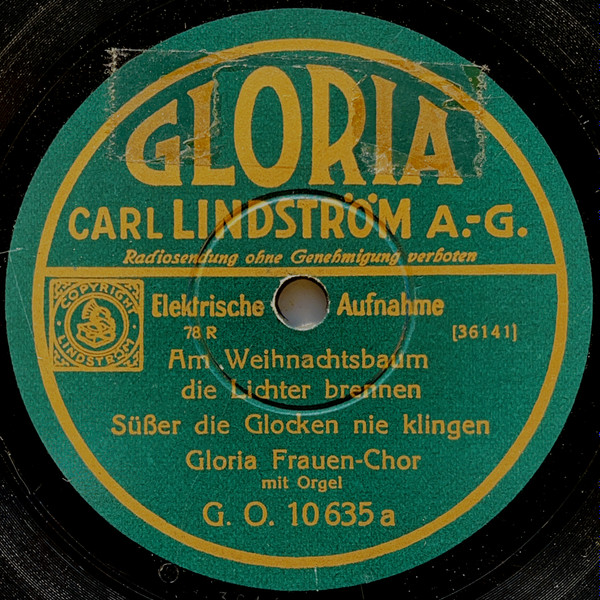 GLORIA
CARL LINDSTRÖM A.-G.
Radiosendung ohne Genehmigung verboten
COPYRIGHT
LINDSTRÖM
Elektrische Aufnahme
78 R [36141]
Am Weihnachtsbaum
die Lichter brennen
Süßer die Glocken nie klingen
Gloria Frauen-Chor
mit Orgel
G. O. 10 635 a